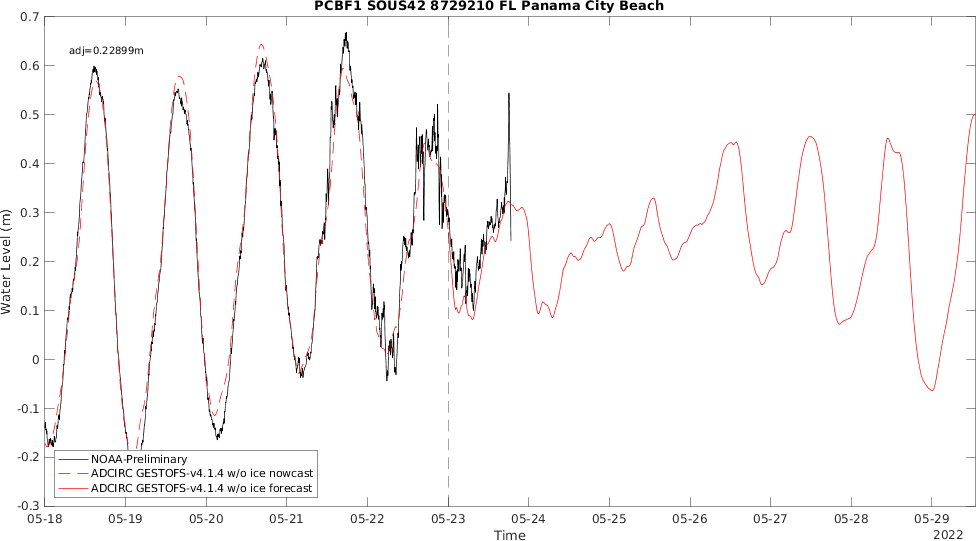 PCBF1 SOUS42 8729210 FL Panama City Beach
adj=0.22899m
Water Level (m)
0.7
0.6
0.5
0.4
0.3
0.2
0.1
0
-0.1
-0.2
-0.3
NOAA-Preliminary
ADCIRC GESTOFS-v4.1.4 w/o ice nowcast
ADCIRC GESTOFS-v4.1.4 w/o ice forecast
05-18 05-19 05-20 05-21 05-22 05-23 05-24 05-25 05-26 05-27 05-28 05-29
Time
2022